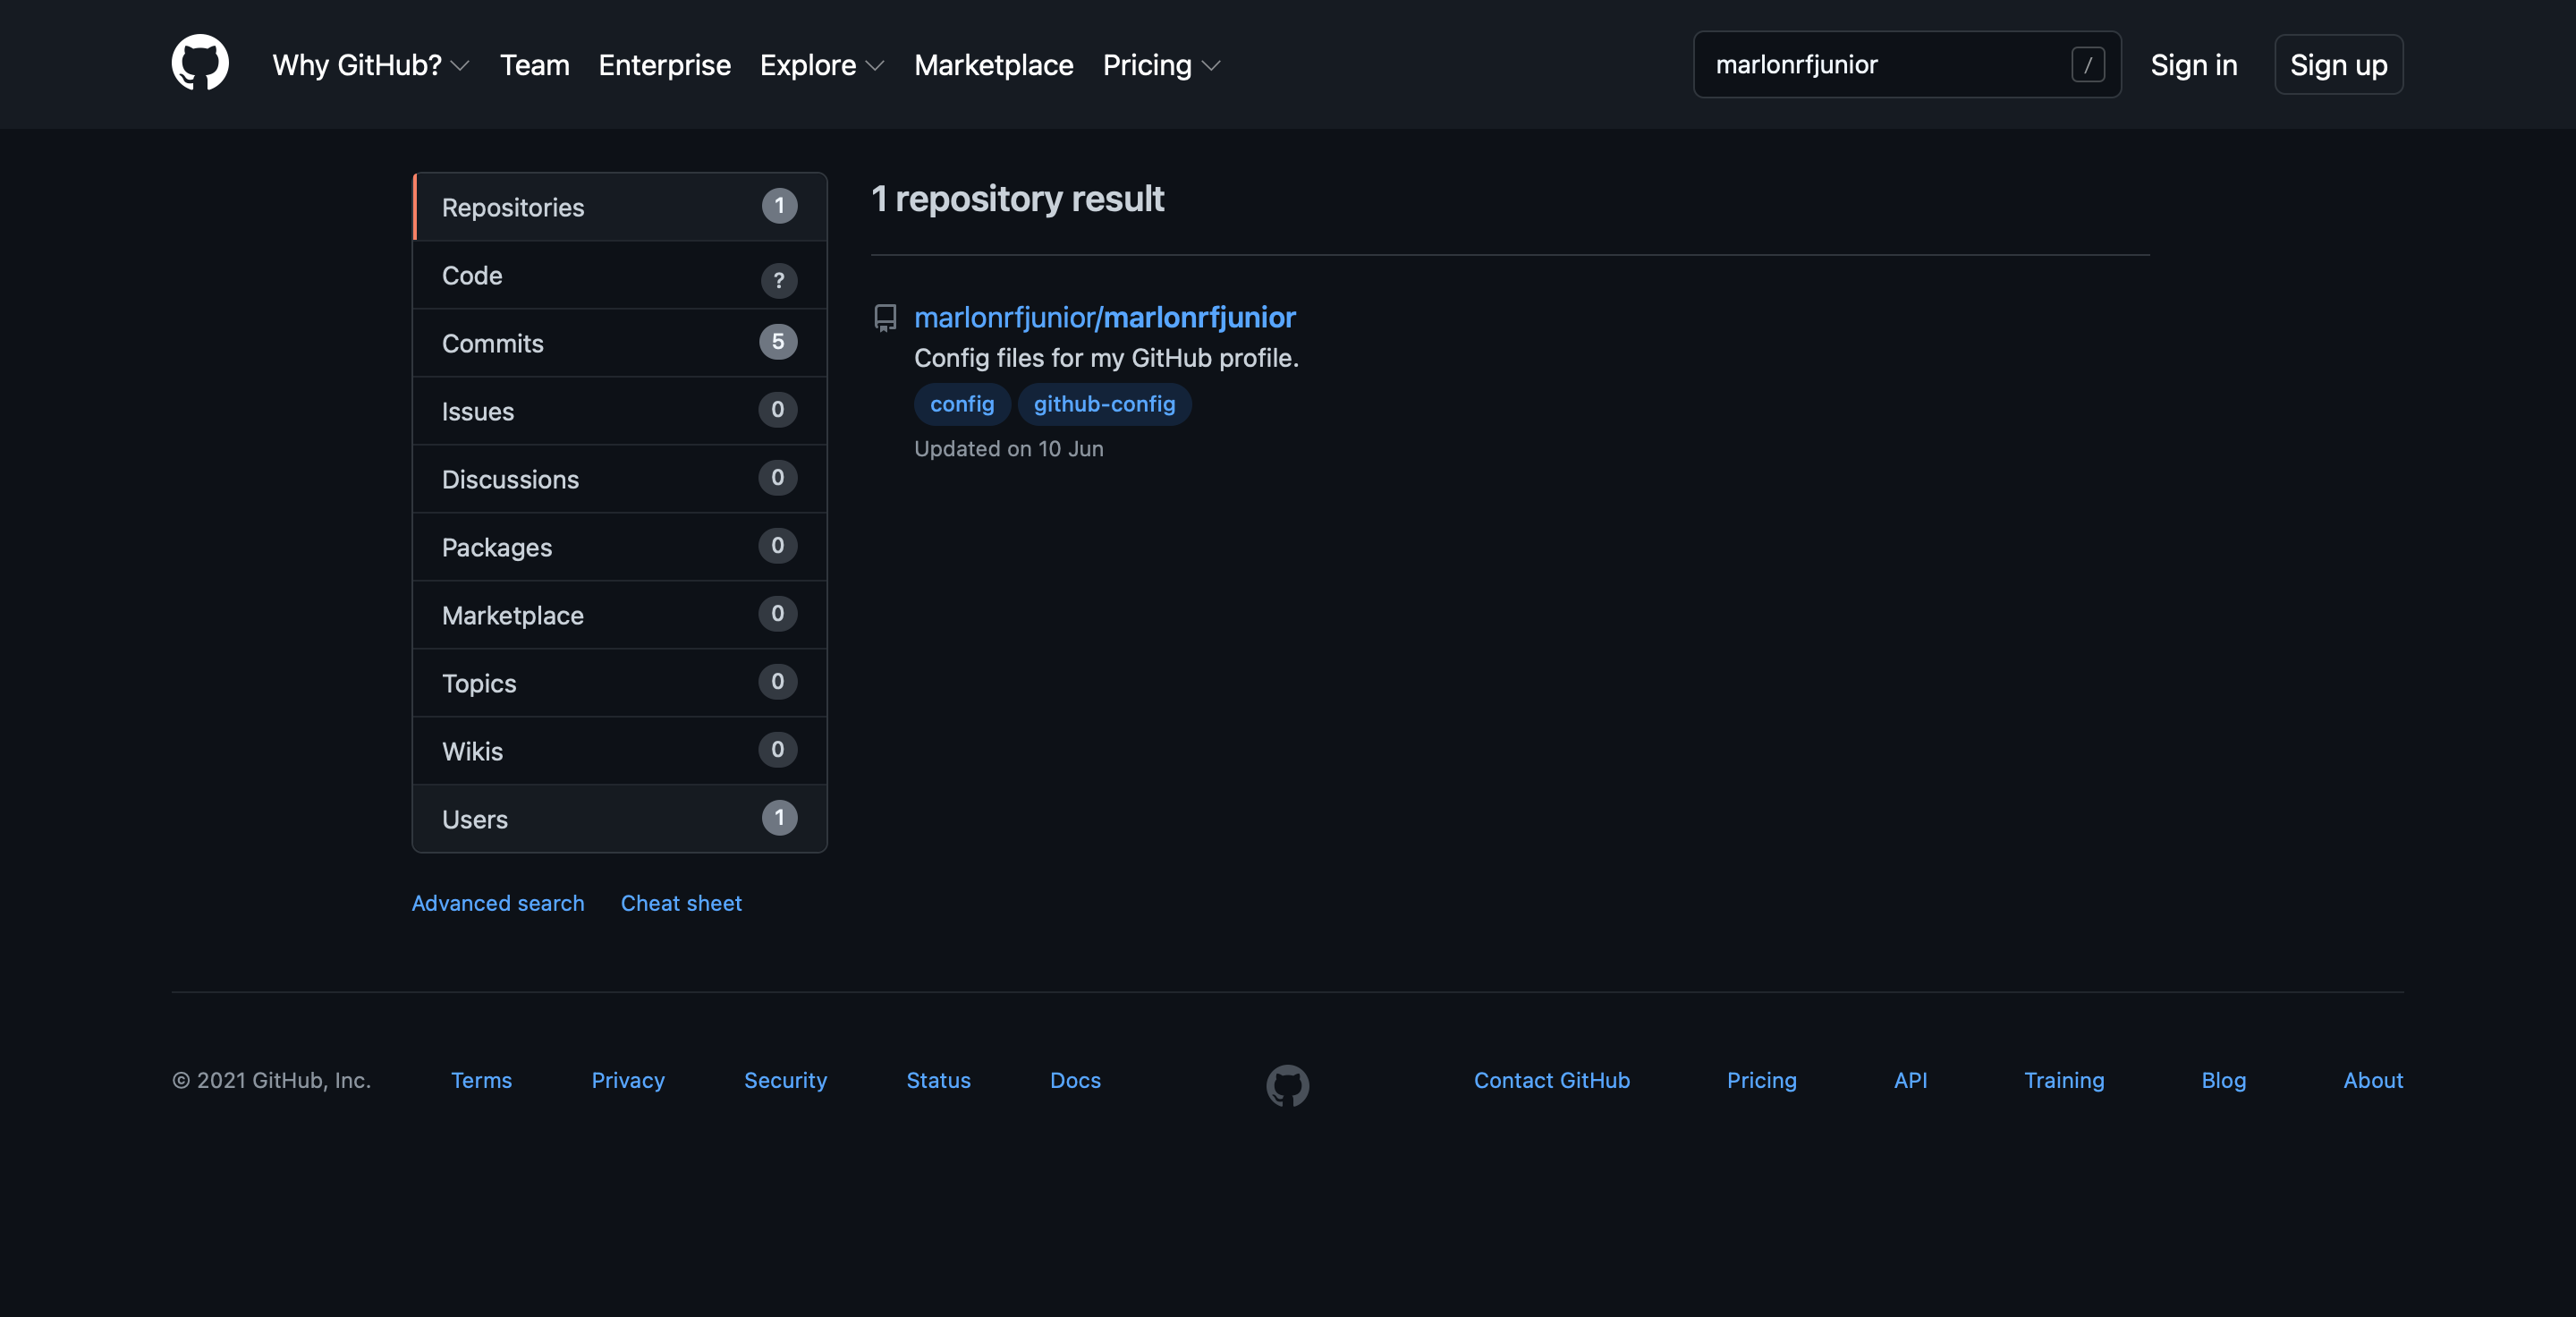 Why GitHub? Team Enterprise Explore Marketplace Pricing marlonrfjunior / Sign in Sign up
Repositories 1
Code ?
Commits 5
Issues 0
Discussions 0
Packages 0
Marketplace 0
Topics 0
Wikis 0
Users 1
Advanced search Cheat sheet
1 repository result
marlonrfjunior/marlonrfjunior
Config files for my GitHub profile.
config github-config
Updated on 10 Jun
© 2021 GitHub, Inc. Terms Privacy Security Status Docs Contact GitHub Pricing API Training Blog About